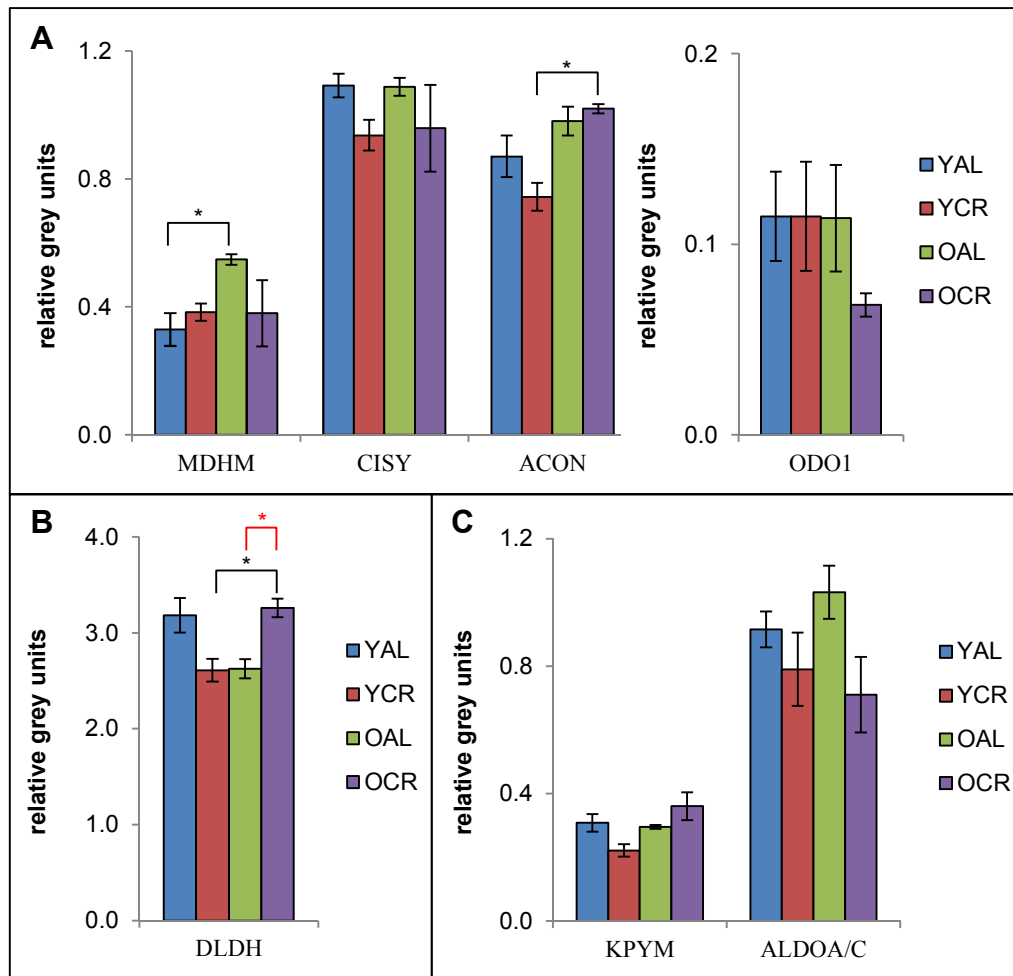 A
relative grey units
1.2
0.8
0.4
0.0
*
*
MDHM CISY ACON
relative grey units
0.2
0.1
0.0
ODO1
YAL
YCR
OAL
OCR
B
relative grey units
4.0
3.0
2.0
1.0
0.0
*
*
DLDH
YAL
YCR
OAL
OCR
C
relative grey units
1.2
0.8
0.4
0.0
KPYM ALDOA/C
YAL
YCR
OAL
OCR